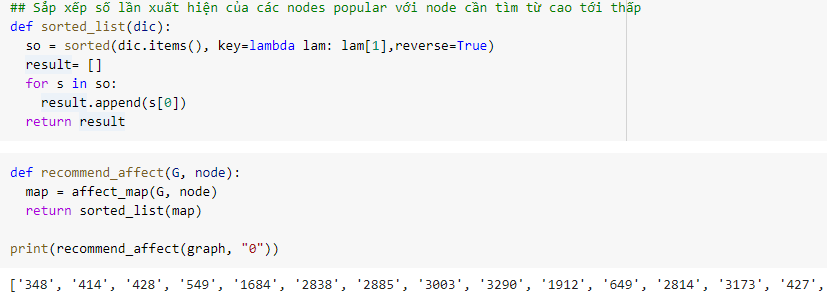 ## Sắp xếp số lần xuất hiện của các nodes popular với node cần tìm từ cao tới thấp
def sorted_list(dic):
  so = sorted(dic.items(), key=lambda lam: lam[1],reverse=True)
  result= []
  for s in so:
    result.append(s[0])
  return result
def recommend_affect(G, node):
  map = affect_map(G, node)
  return sorted_list(map)
print(recommend_affect(graph, "0"))
['348', '414', '428', '549', '1684', '2838', '2885', '3003', '3290', '1912', '649', '2814', '3173', '427',